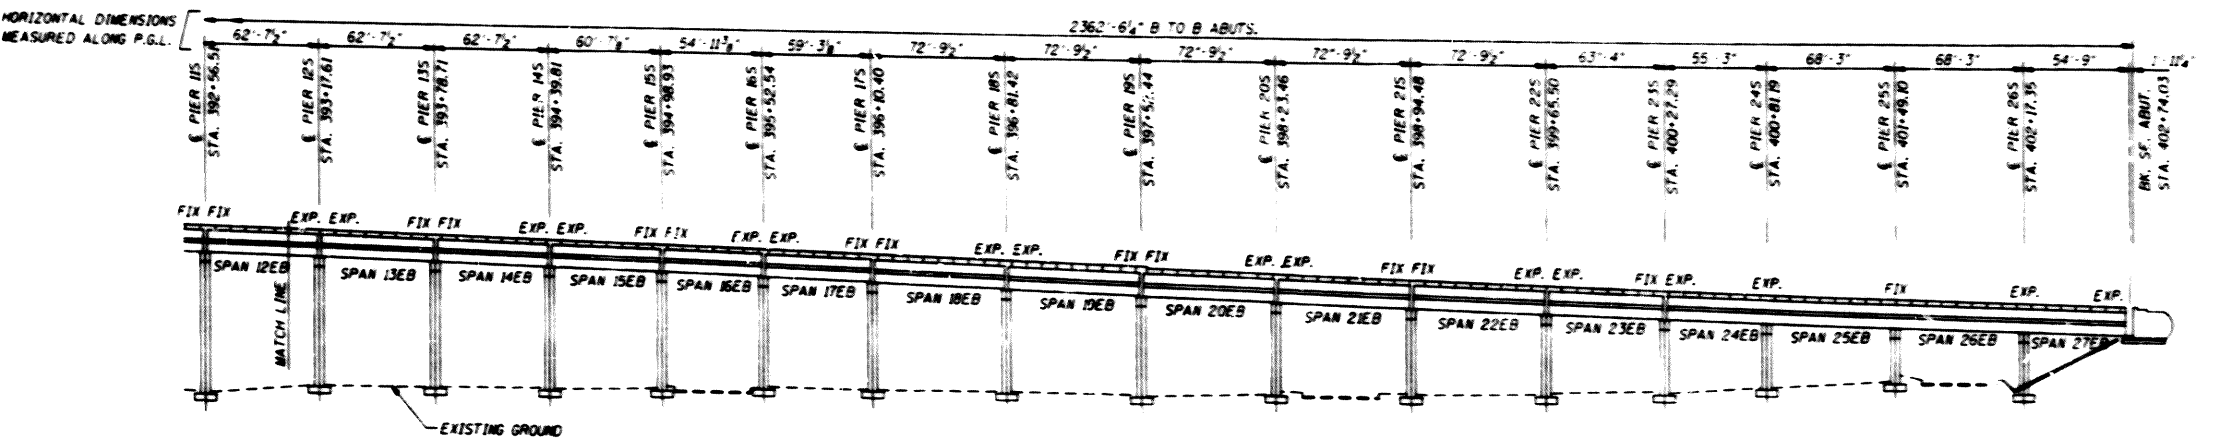 HORIZONTAL DIMENSIONS
MEASURED ALONG P.G.L.
2362'-6¼" B TO B ABUTS.
62'-7½" 62'-7½" 62'-7½" 60'-7⅛" 54'-11⅜" 59'-3⅛" 72'-9½" 72'-9½" 72'-9½" 72'-9½" 72'-9½" 63'-4" 55'-3" 68'-3" 68'-3" 54'-9" 1'-11¼"
℄ PIER 11S
STA. 392+56.51
℄ PIER 12S
STA. 393+17.61
℄ PIER 13S
STA. 393+78.71
℄ PIER 14S
STA. 394+39.81
℄ PIER 15S
STA. 394+98.93
℄ PIER 16S
STA. 395+52.54
℄ PIER 17S
STA. 396+10.40
℄ PIER 18S
STA. 396+81.42
℄ PIER 19S
STA. 397+52.44
℄ PIER 20S
STA. 398+23.46
℄ PIER 21S
STA. 398+94.48
℄ PIER 22S
STA. 399+65.50
℄ PIER 23S
STA. 400+27.29
℄ PIER 24S
STA. 400+81.19
℄ PIER 25S
STA. 401+49.10
℄ PIER 26S
STA. 402+17.35
BK. SE. ABUT.
STA. 402+74.03
FIX FIX EXP. EXP. FIX FIX EXP. EXP. FIX FIX EXP. EXP. FIX FIX EXP. EXP. FIX FIX EXP. EXP. FIX FIX EXP. EXP. FIX EXP. EXP. FIX EXP. EXP.
SPAN 12EB SPAN 13EB SPAN 14EB SPAN 15EB SPAN 16EB SPAN 17EB SPAN 18EB SPAN 19EB SPAN 20EB SPAN 21EB SPAN 22EB SPAN 23EB SPAN 24EB SPAN 25EB SPAN 26EB SPAN 27EB
MATCH LINE
EXISTING GROUND